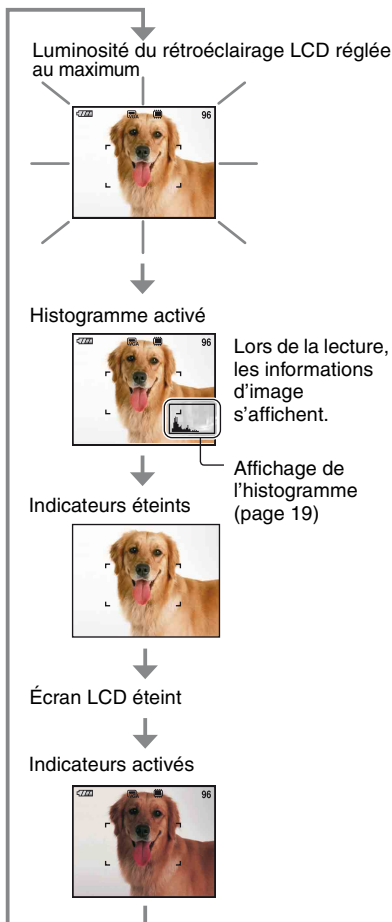 Luminosité du rétroéclairage LCD réglée
au maximum
96
Histogramme activé
96
Lors de la lecture,
les informations
d'image
s'affichent.
Affichage de
l'histogramme
(page 19)
Indicateurs éteints
Écran LCD éteint
Indicateurs activés
96